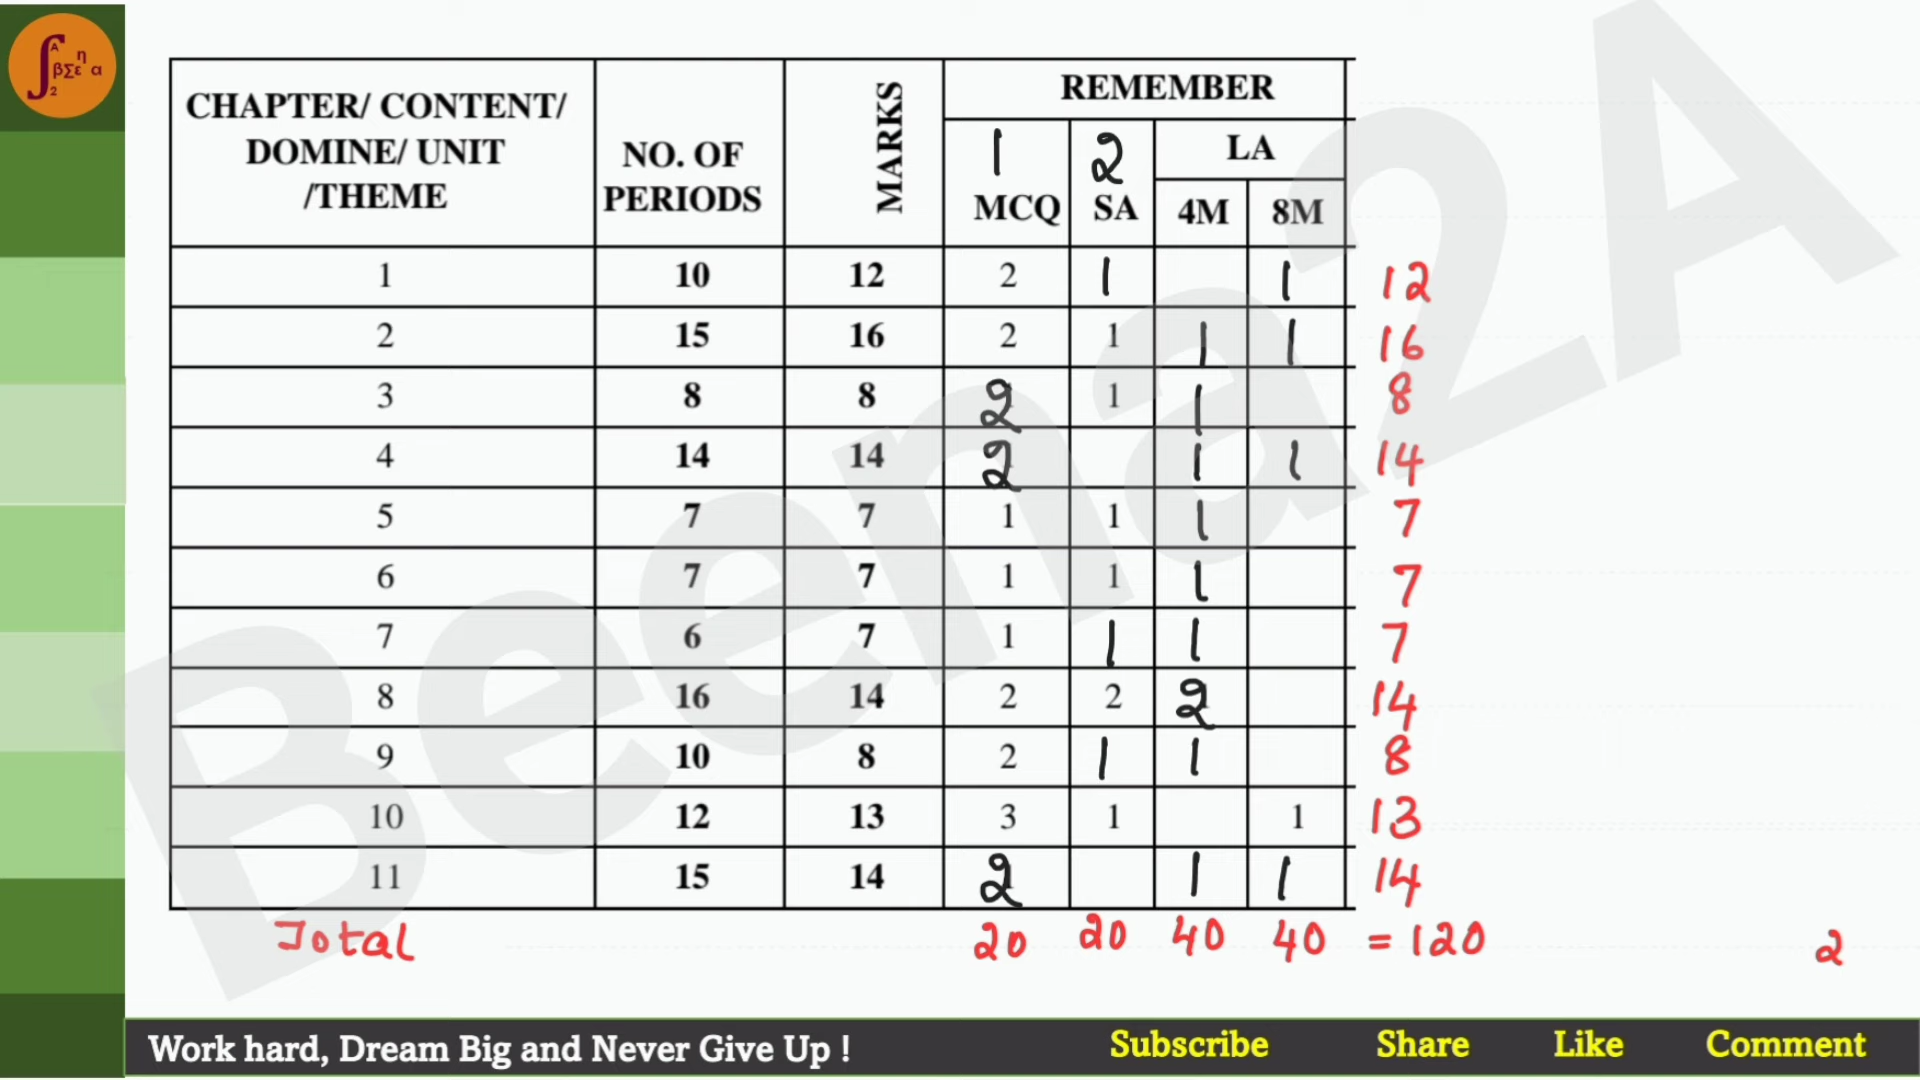 ∫ A 2 βΣεηα
CHAPTER/ CONTENT/ DOMINE/ UNIT /THEME NO. OF PERIODS MARKS REMEMBER
1 MCQ 2 SA LA
4M 8M
1 10 12 2 1 1 12
2 15 16 2 1 1 1 16
3 8 8 2 1 1 8
4 14 14 2 1 1 14
5 7 7 1 1 1 7
6 7 7 1 1 1 7
7 6 7 1 1 1 7
8 16 14 2 2 2 14
9 10 8 2 1 1 8
10 12 13 3 1 1 13
11 15 14 2 1 1 14
Total 20 20 40 40 = 120 2
Beena2A
Work hard, Dream Big and Never Give Up ! Subscribe Share Like Comment